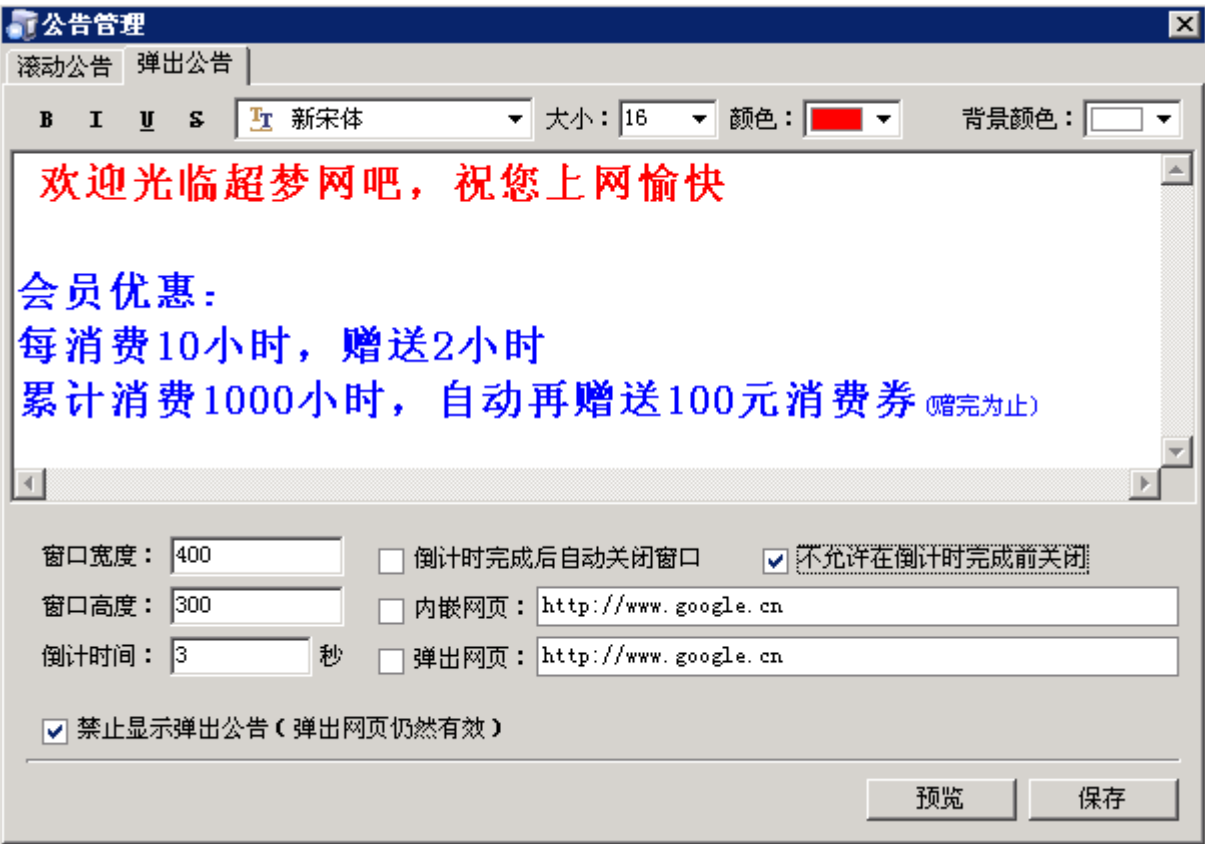 公告管理
滚动公告 弹出公告
B I U S 新宋体 大小：16 颜色： 背景颜色：
欢迎光临超梦网吧，祝您上网愉快
会员优惠：
每消费10小时，赠送2小时
累计消费1000小时，自动再赠送100元消费券(赠完为止)
窗口宽度：400 倒计时完成后自动关闭窗口 不允许在倒计时完成前关闭
窗口高度：300 内嵌网页：http://www.google.cn
倒计时间：3 秒 弹出网页：http://www.google.cn
禁止显示弹出公告(弹出网页仍然有效)
预览 保存